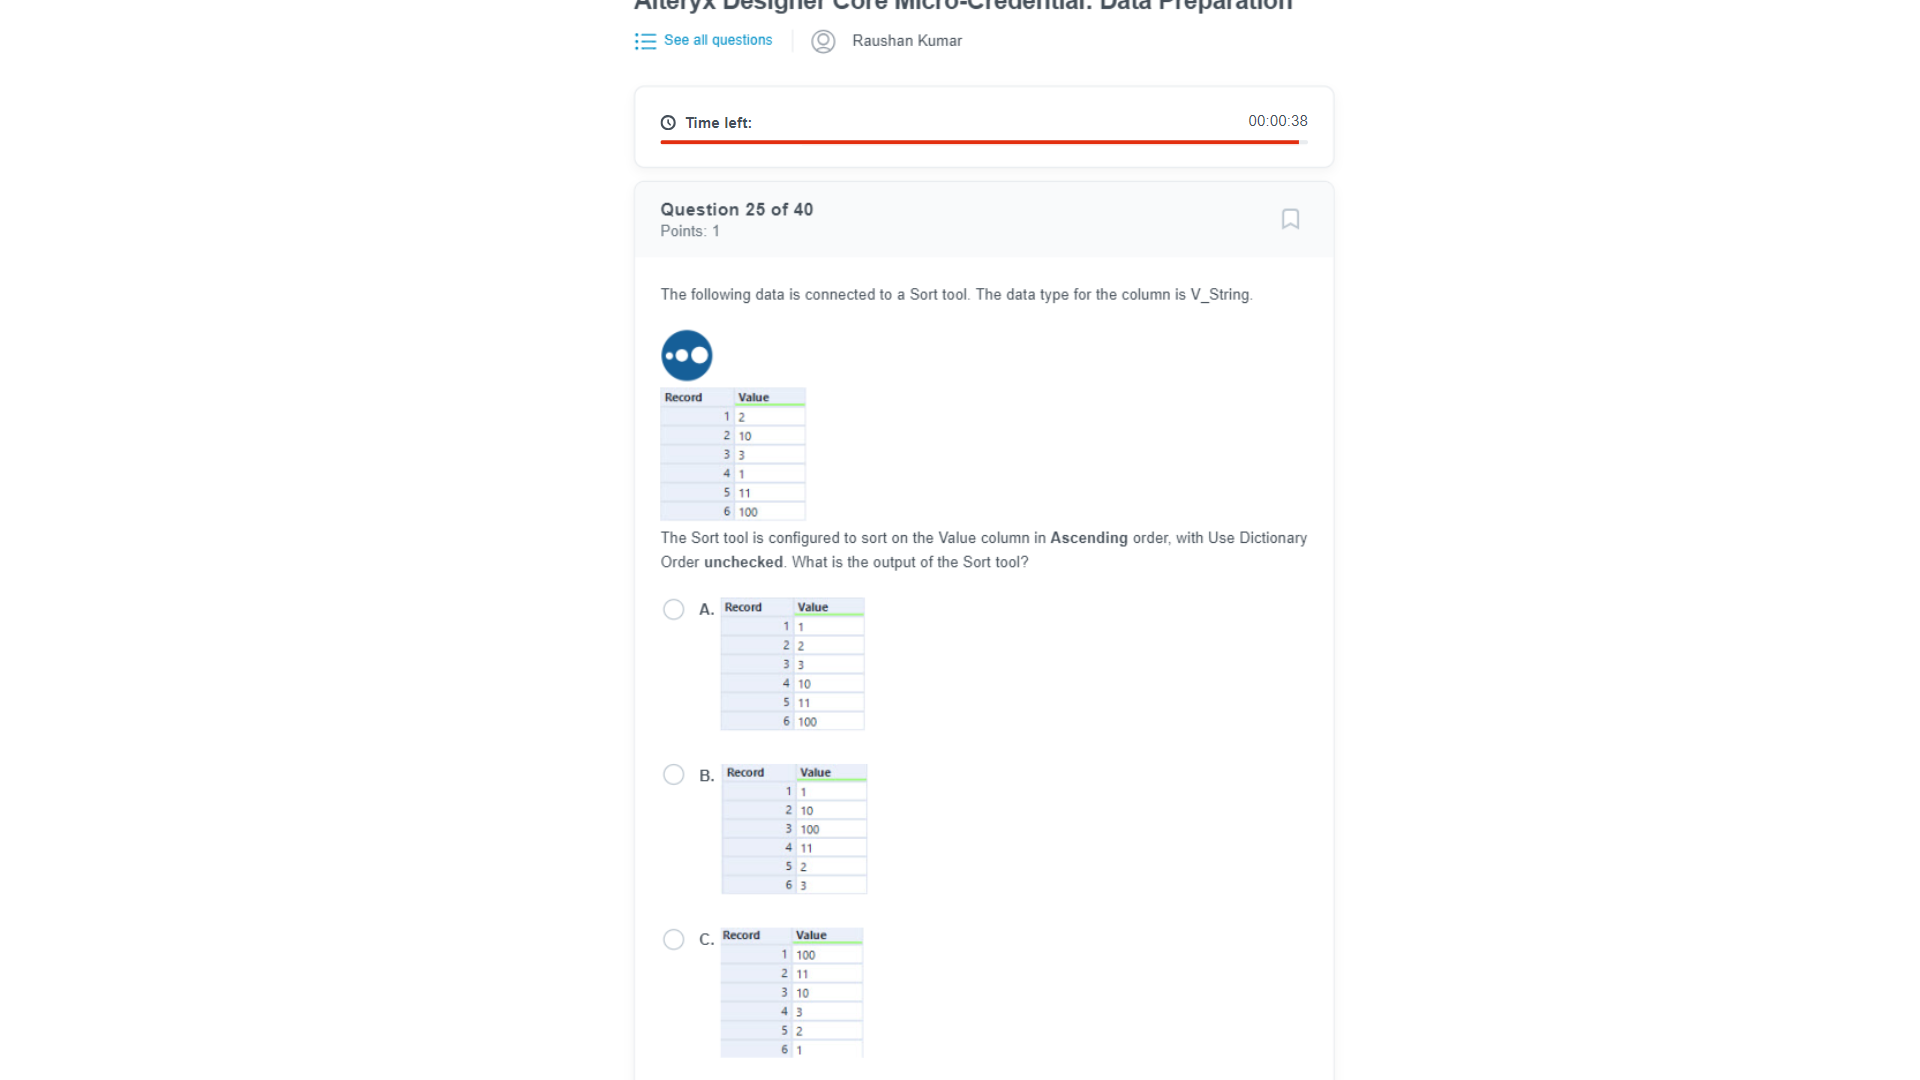 Alteryx Designer Core Micro-Credential: Data Preparation
See all questions
Raushan Kumar
Time left:
00:00:38
Question 25 of 40
Points: 1
The following data is connected to a Sort tool. The data type for the column is V_String.
Record Value
1 2
2 10
3 3
4 1
5 11
6 100
The Sort tool is configured to sort on the Value column in Ascending order, with Use Dictionary
Order unchecked. What is the output of the Sort tool?
A. Record Value
1 1
2 2
3 3
4 10
5 11
6 100
B. Record Value
1 1
2 10
3 100
4 11
5 2
6 3
C. Record Value
1 100
2 11
3 10
4 3
5 2
6 1